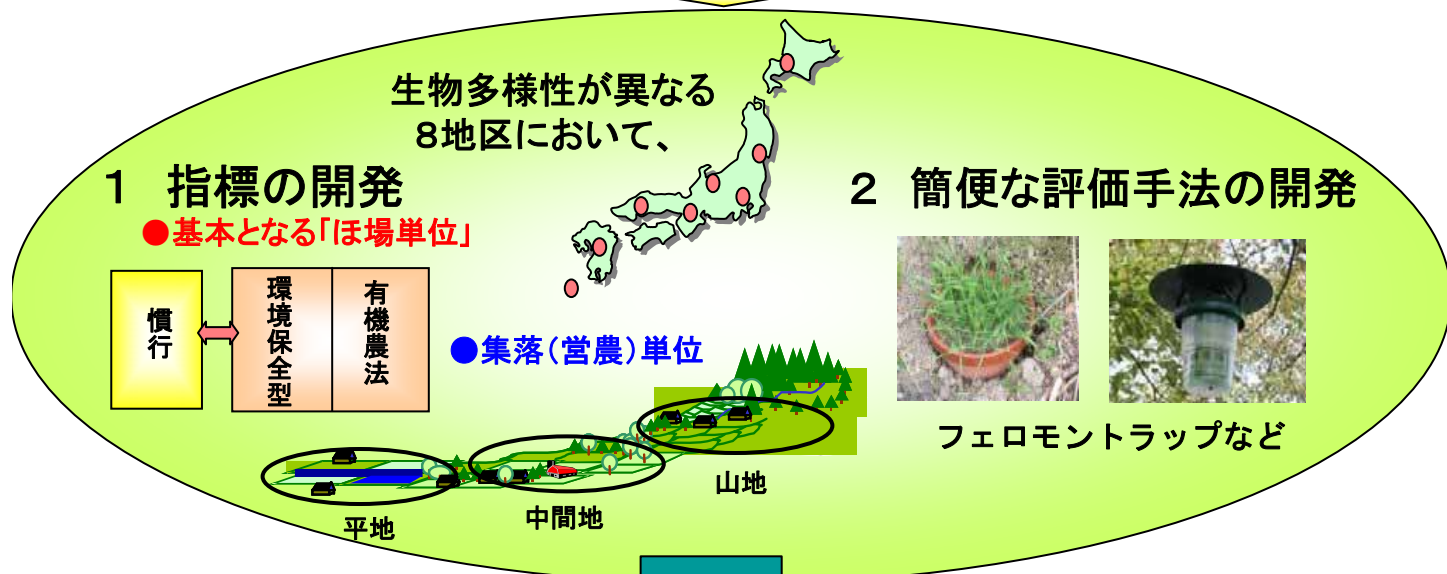 生物多様性が異なる
８地区において、
１　指標の開発
●基本となる「ほ場単位」
慣行
環境保全型
有機農法
●集落（営農）単位
平地
中間地
山地
２　簡便な評価手法の開発
フェロモントラップなど